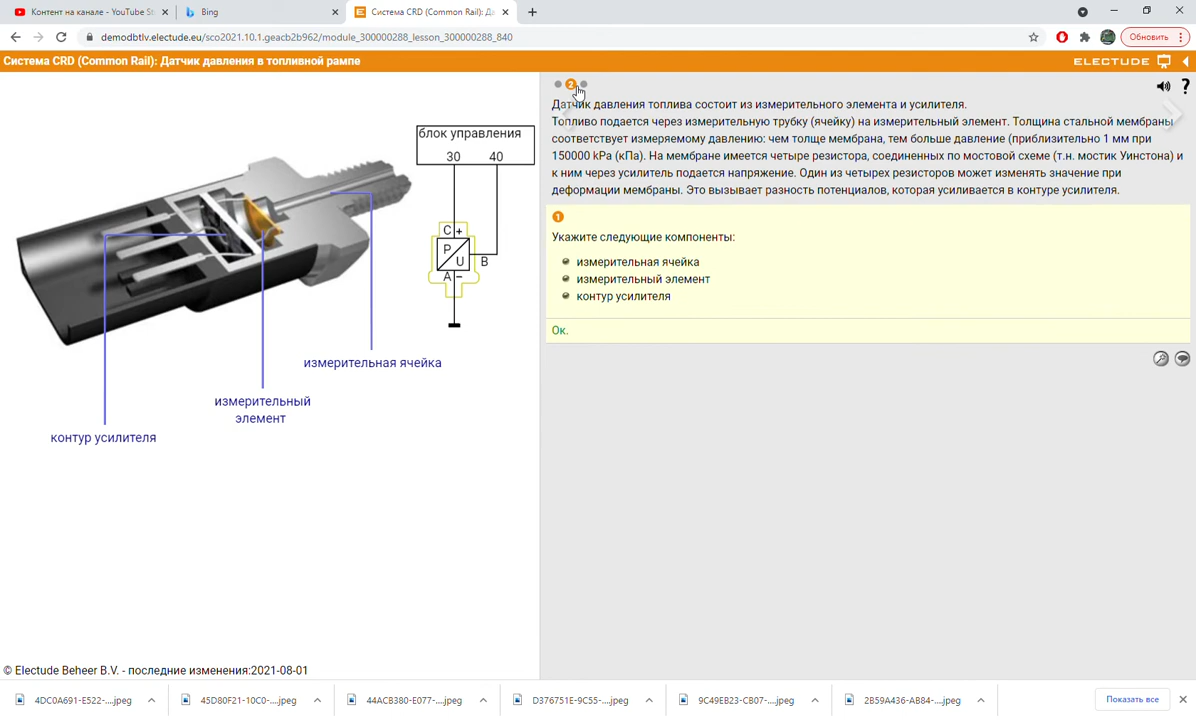 Контент на канале - YouTube St
Bing
Система CRD (Common Rail): Да
demodbtlv.electude.eu/sco2021.10.1.geacb2b962/module_300000288_lesson_300000288_840
Обновить
Система CRD (Common Rail): Датчик давления в топливной рампе
ELECTUDE
2
?
Датчик давления топлива состоит из измерительного элемента и усилителя.
Топливо подается через измерительную трубку (ячейку) на измерительный элемент. Толщина стальной мембраны
соответствует измеряемому давлению: чем толще мембрана, тем больше давление (приблизительно 1 мм при
150000 kPa (кПа). На мембране имеется четыре резистора, соединенных по мостовой схеме (т.н. мостик Уинстона) и
к ним через усилитель подается напряжение. Один из четырех резисторов может изменять значение при
деформации мембраны. Это вызывает разность потенциалов, которая усиливается в контуре усилителя.
1
Укажите следующие компоненты:
измерительная ячейка
измерительный элемент
контур усилителя
Ок.
блок управления
30 40
C +
P
U
B
A −
измерительная ячейка
измерительный
элемент
контур усилителя
© Electude Beheer B.V. - последние изменения:2021-08-01
4DC0A691-E522-....jpeg
45D80F21-10C0-....jpeg
44ACB380-E077-....jpeg
D376751E-9C55-....jpeg
9C49EB23-CB07-....jpeg
2B59A436-AB84-....jpeg
Показать все